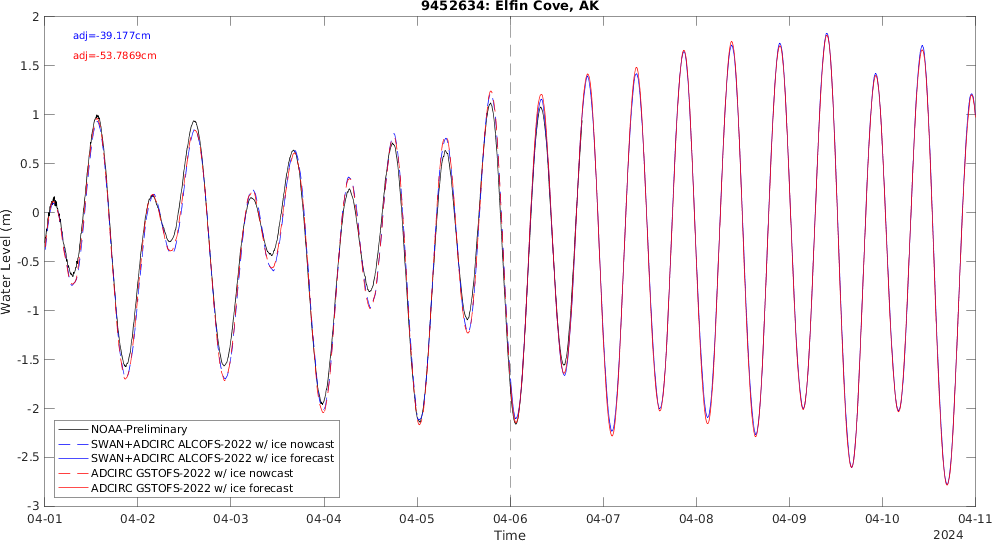 9452634: Elfin Cove, AK
adj=-39.177cm
adj=-53.7869cm
2
1.5
1
0.5
0
-0.5
-1
-1.5
-2
-2.5
-3
Water Level (m)
NOAA-Preliminary
SWAN+ADCIRC ALCOFS-2022 w/ ice nowcast
SWAN+ADCIRC ALCOFS-2022 w/ ice forecast
ADCIRC GSTOFS-2022 w/ ice nowcast
ADCIRC GSTOFS-2022 w/ ice forecast
04-01 04-02 04-03 04-04 04-05 04-06 04-07 04-08 04-09 04-10 04-11
Time
2024